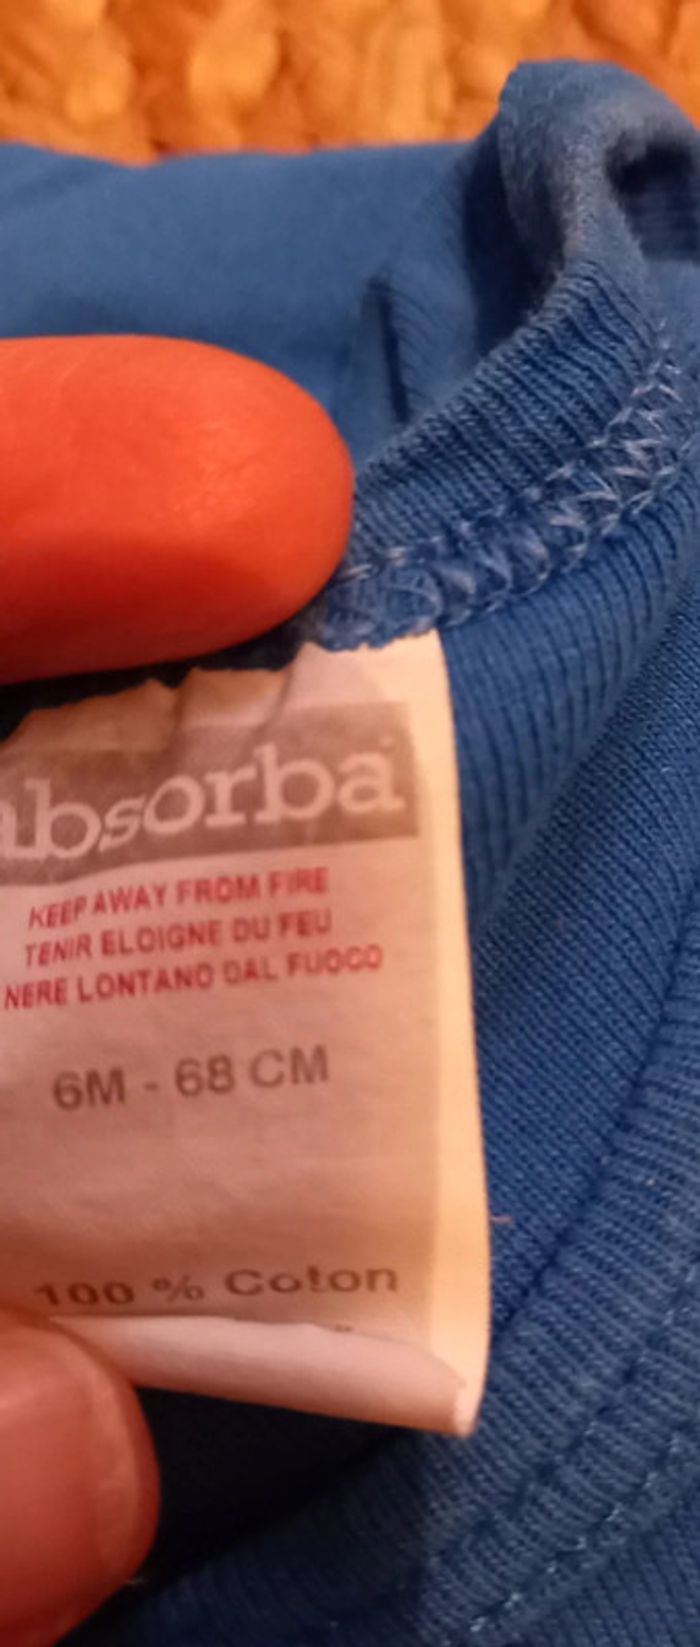 absorba
KEEP AWAY FROM FIRE
TENIR ELOIGNE DU FEU
NERE LONTANO DAL FUOCO
6M - 68 CM
100 % Coton